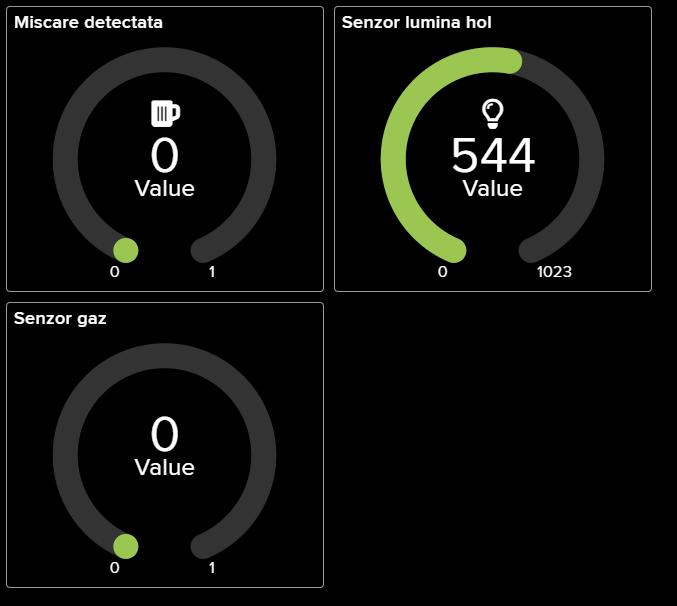 Miscare detectata
0
Value
0 1
Senzor lumina hol
544
Value
0 1023
Senzor gaz
0
Value
0 1